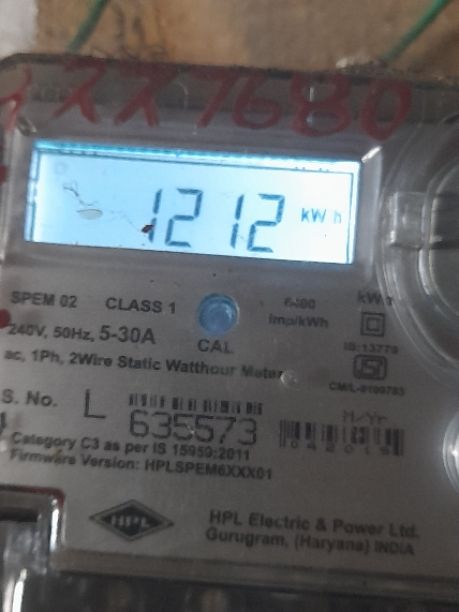 1212 kWh
SPEM 02 CLASS 1
6400 imp/kWh
240V, 50Hz, 5-30A
CAL
IS:13779
ac, 1Ph, 2Wire Static Watthour Meter
S. No. L 635573
M/Yr
042019
Category C3 as per IS 15959:2011
Firmware Version: HPLSPEM6XXX01
HPL
HPL Electric & Power Ltd.
Gurugram, (Haryana) INDIA